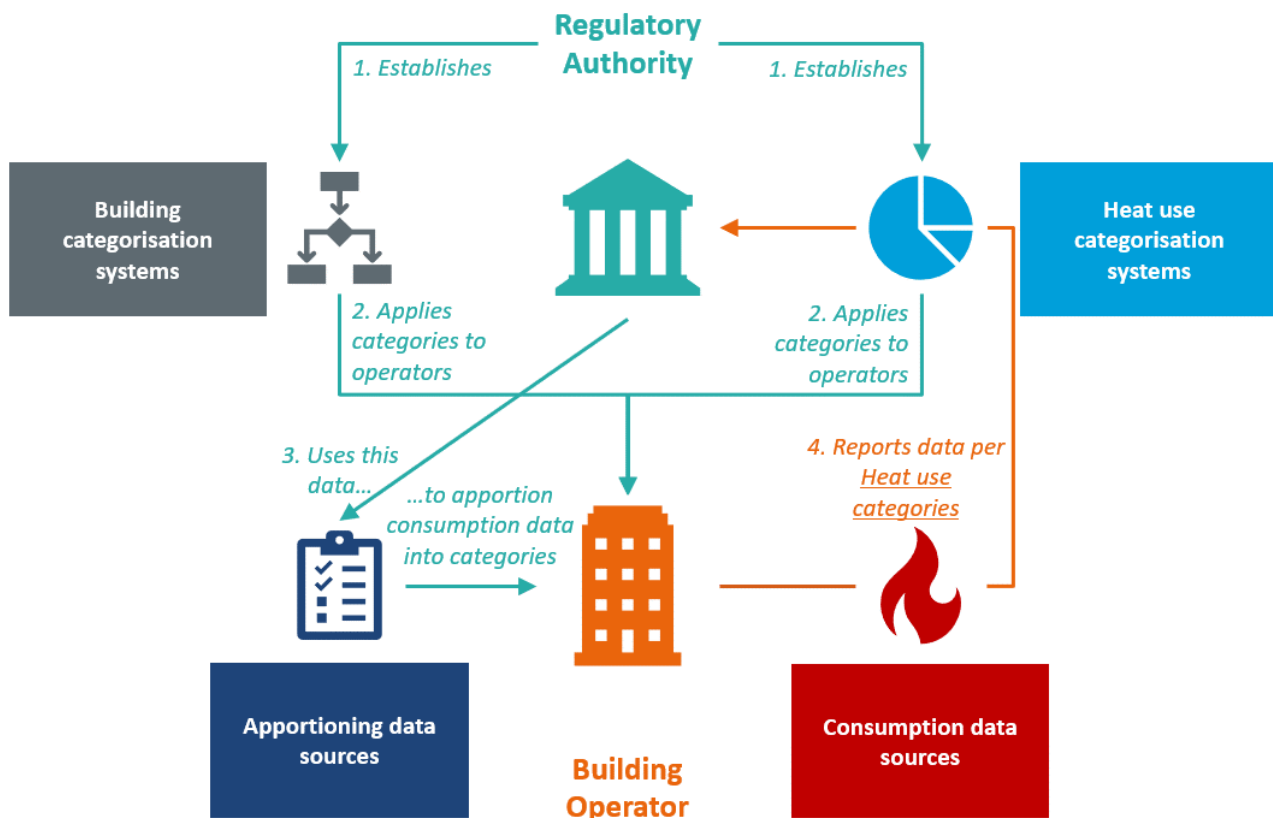 Regulatory
Authority
1. Establishes
1. Establishes
Building
categorisation
systems
Heat use
categorisation
systems
2. Applies
categories to
operators
2. Applies
categories to
operators
3. Uses this
data…
…to apportion
consumption data
into categories
4. Reports data per
Heat use
categories
Apportioning data
sources
Building
Operator
Consumption data
sources